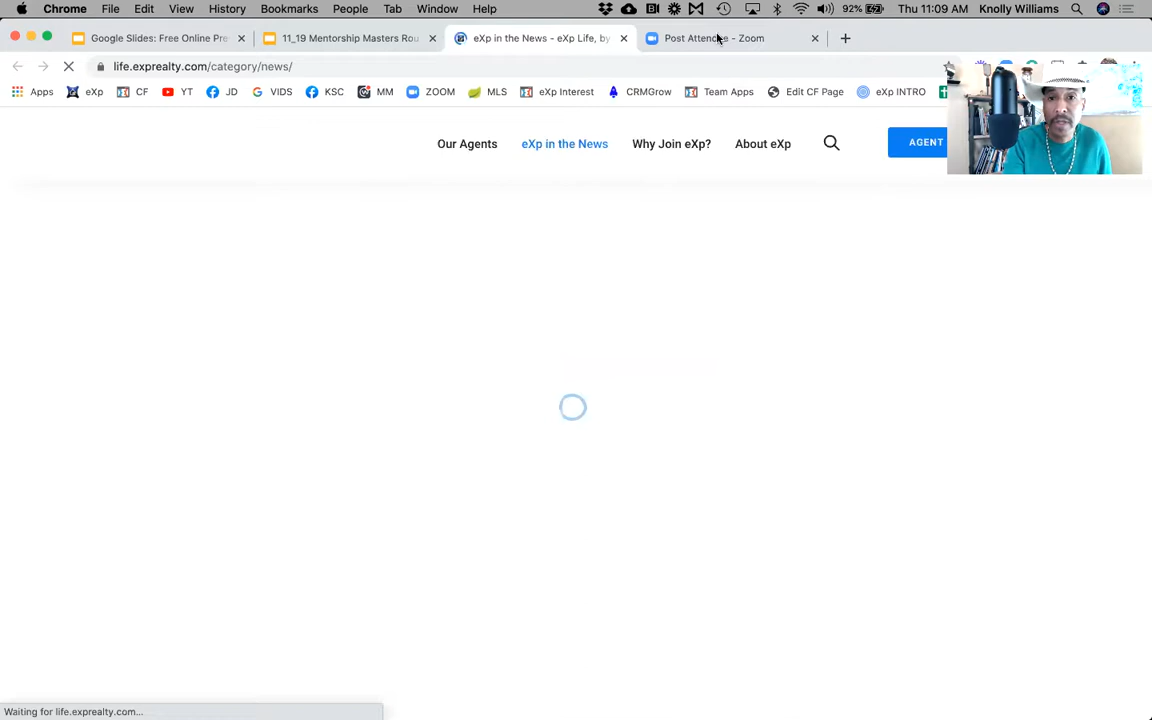 Chrome File Edit View History Bookmarks People Tab Window Help 92% Thu 11:09 AM Knolly Williams
Google Slides: Free Online Pre 11_19 Mentorship Masters Rou eXp in the News - eXp Life, by Post Attendee - Zoom
life.exprealty.com/category/news/
Apps eXp CF YT JD VIDS KSC MM ZOOM MLS eXp Interest CRMGrow Team Apps Edit CF Page eXp INTRO
Our Agents eXp in the News Why Join eXp? About eXp AGENT
Waiting for life.exprealty.com...